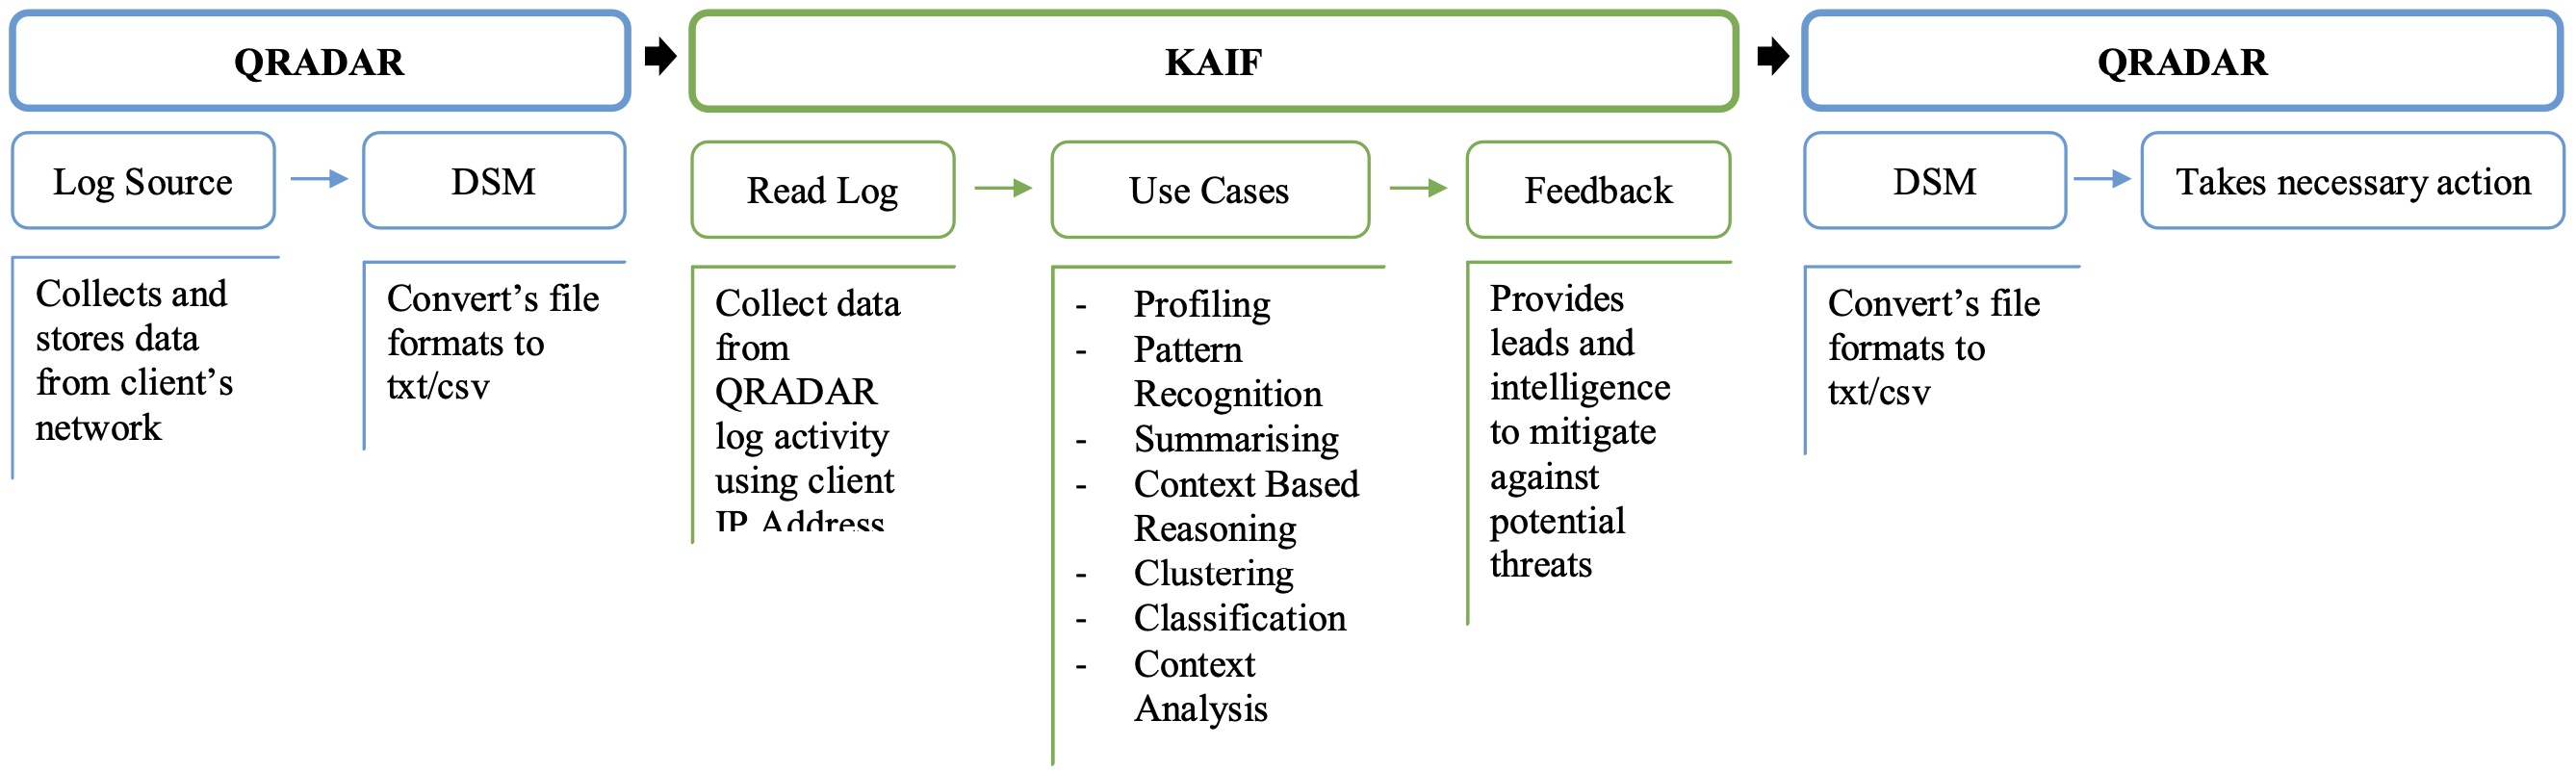 QRADAR
KAIF
QRADAR
Log Source
DSM
Read Log
Use Cases
Feedback
DSM
Takes necessary action
Collects and
stores data
from client’s
network
Convert’s file
formats to
txt/csv
Collect data
from
QRADAR
log activity
using client
IP Address
- Profiling
- Pattern
Recognition
- Summarising
- Context Based
Reasoning
- Clustering
- Classification
- Context
Analysis
Provides
leads and
intelligence
to mitigate
against
potential
threats
Convert’s file
formats to
txt/csv